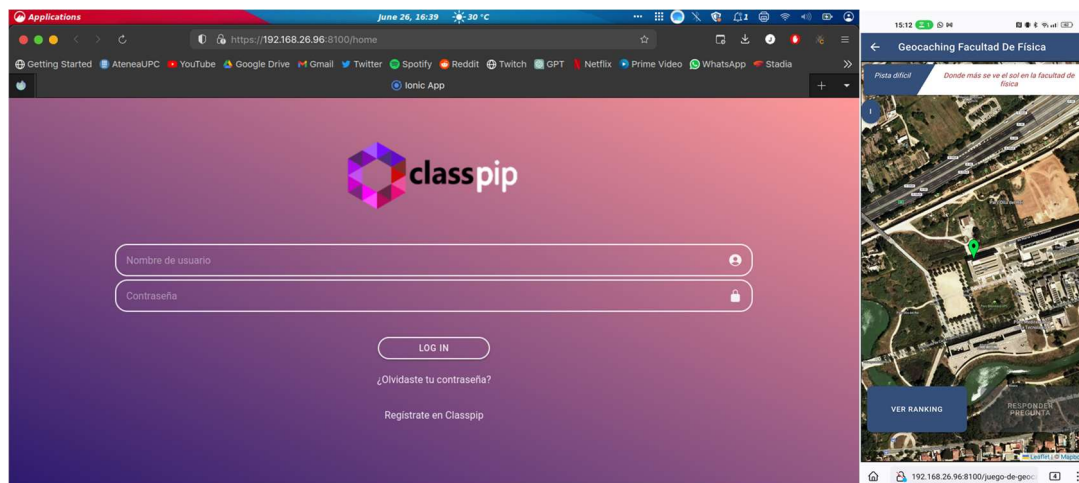 Applications
June 26, 16:39
30 °C
1
https://192.168.26.96:8100/home
Getting Started AteneaUPC YouTube Google Drive Gmail Twitter Spotify Reddit Twitch GPT Netflix Prime Video WhatsApp Stadia
Ionic App
classpip
Nombre de usuario
Contraseña
LOG IN
¿Olvidaste tu contraseña?
Regístrate en Classpip
15:12
Geocaching Facultad De Física
Pista difícil
Donde más se ve el sol en la facultad de
física
VER RANKING
RESPONDER
PREGUNTA
Leaflet | © Mapbo
192.168.26.96:8100/juego-de-geoc
4